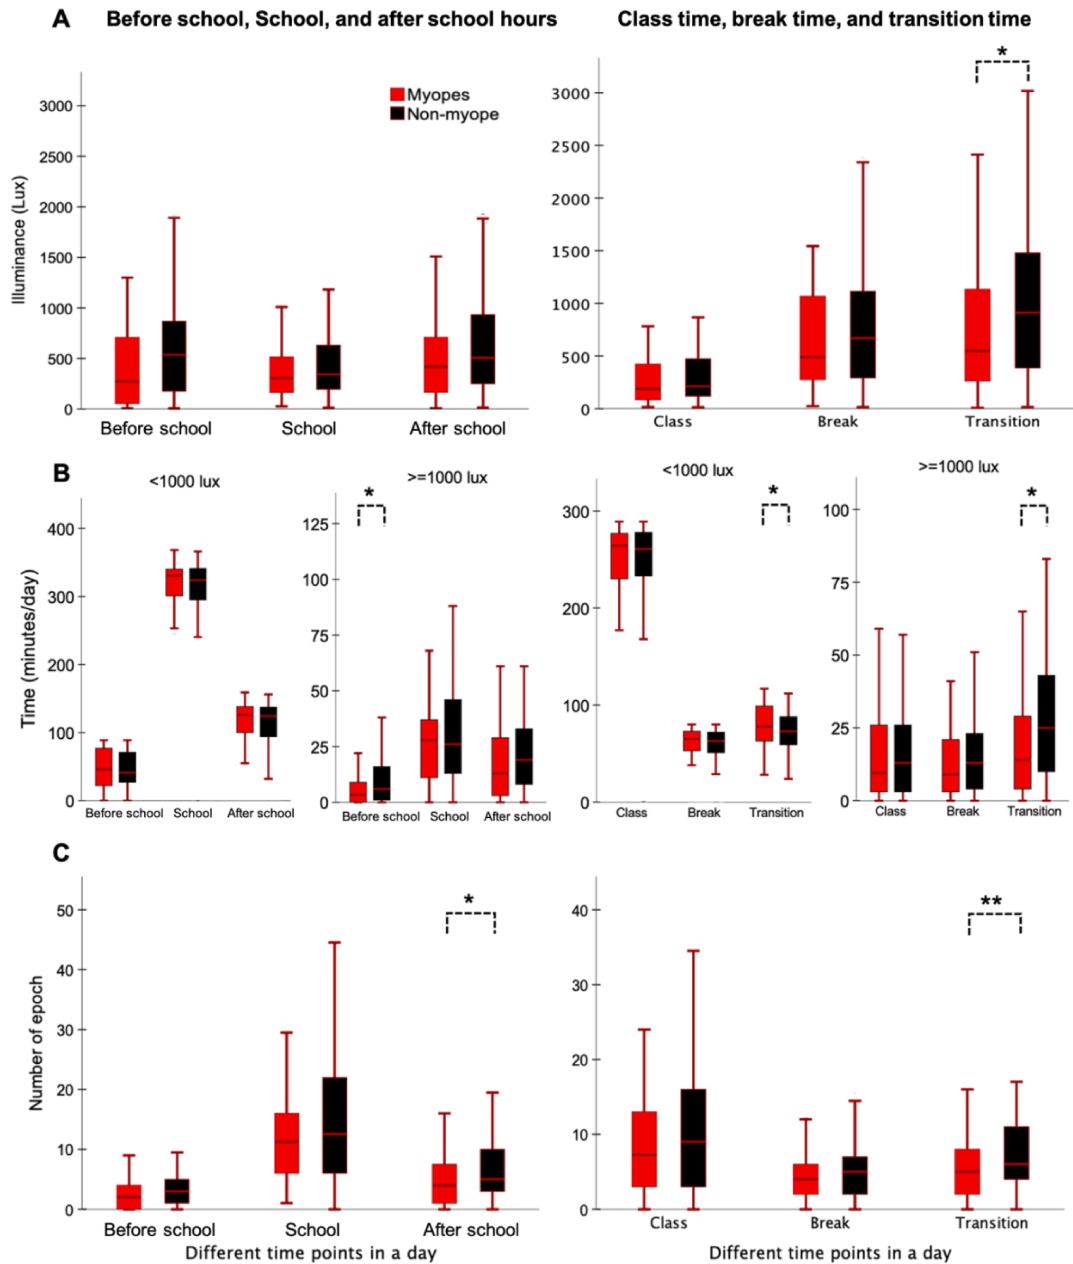 A
Before school, School, and after school hours
Class time, break time, and transition time
Myopes
Non-myope
Illuminance (Lux)
3000
2500
2000
1500
1000
500
0
Before school
School
After school
*
3000
2500
2000
1500
1000
500
0
Class
Break
Transition
B
Time (minutes/day)
<1000 lux
400
300
200
100
0
Before school
School
After school
>=1000 lux
*
125
100
75
50
25
0
Before school
School
After school
<1000 lux
*
300
200
100
0
Class
Break
Transition
>=1000 lux
*
100
75
50
25
0
Class
Break
Transition
C
Number of epoch
*
50
40
30
20
10
0
Before school
School
After school
Different time points in a day
**
40
30
20
10
0
Class
Break
Transition
Different time points in a day